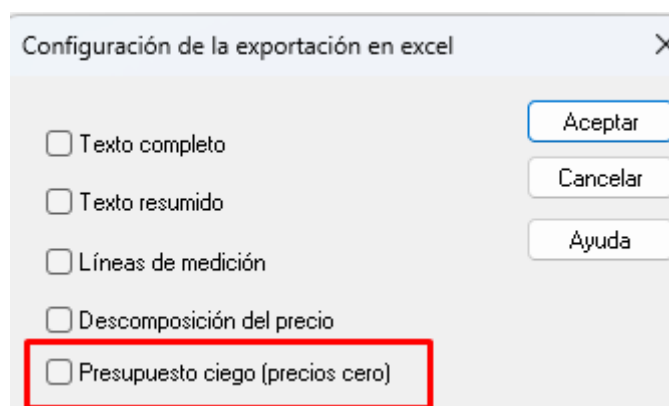 Configuración de la exportación en excel
Aceptar
Texto completo
Cancelar
Texto resumido
Ayuda
Líneas de medición
Descomposición del precio
Presupuesto ciego (precios cero)